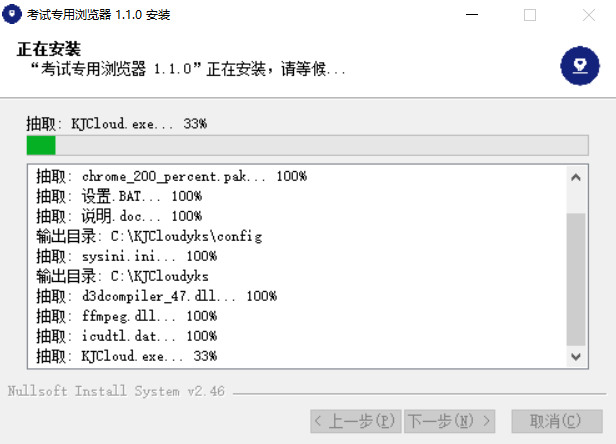 考试专用浏览器 1.1.0 安装
正在安装
“考试专用浏览器 1.1.0”正在安装，请等候...
抽取: KJCloud.exe... 33%
抽取: chrome_200_percent.pak... 100%
抽取: 设置.BAT... 100%
抽取: 说明.doc... 100%
输出目录: C:\KJCloudyks\config
抽取: sysini.ini... 100%
输出目录: C:\KJCloudyks
抽取: d3dcompiler_47.dll... 100%
抽取: ffmpeg.dll... 100%
抽取: icudtl.dat... 100%
抽取: KJCloud.exe... 33%
Nullsoft Install System v2.46
< 上一步(P) 下一步(N) > 取消(C)